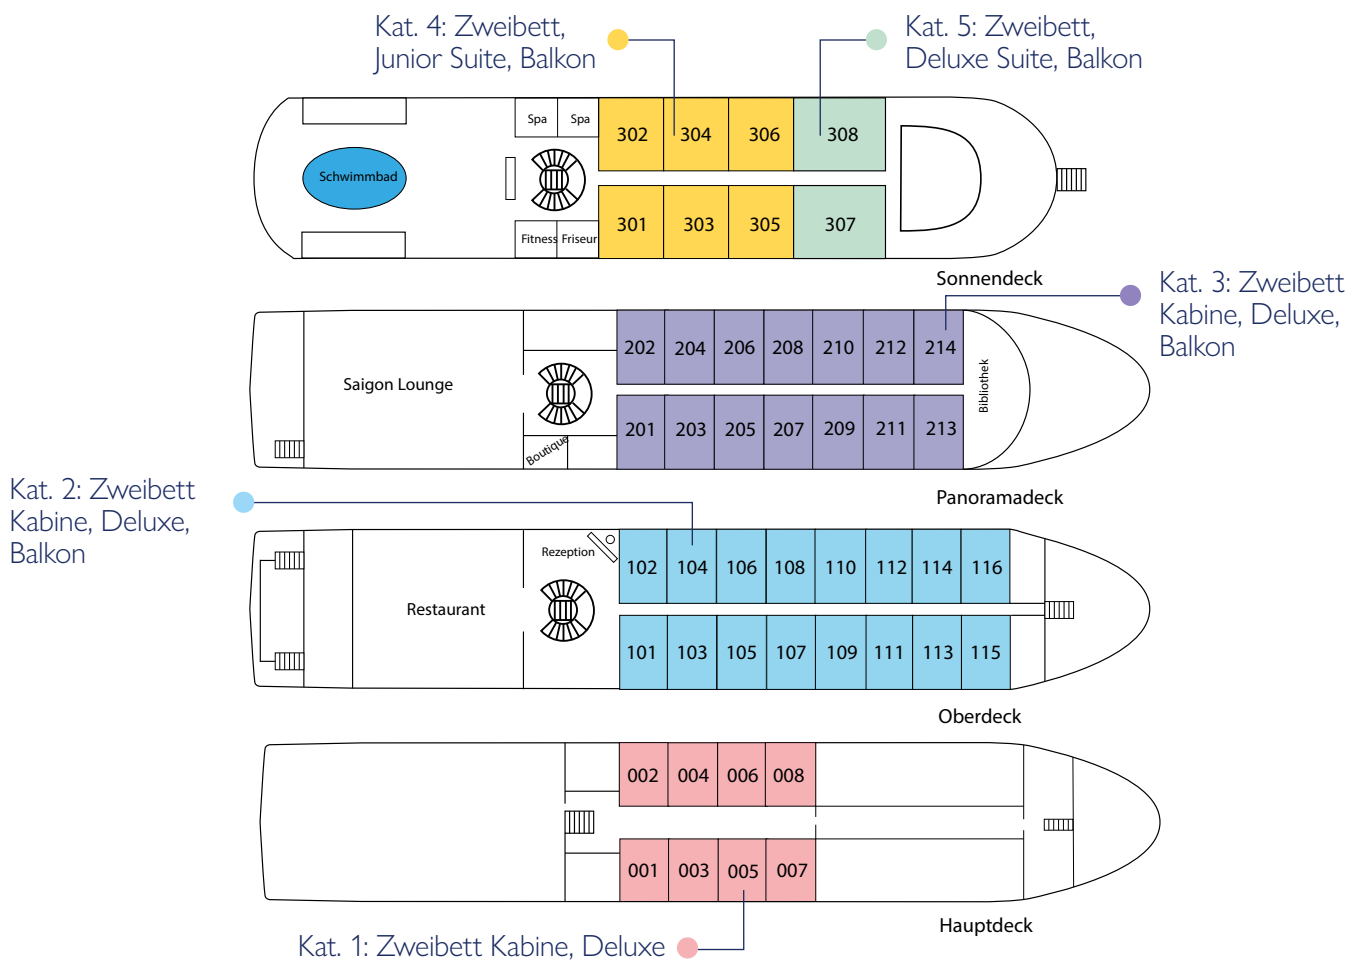 Kat. 4: Zweibett,
Junior Suite, Balkon
Kat. 5: Zweibett,
Deluxe Suite, Balkon
Spa Spa
302 304 306 308
Schwimmbad
301 303 305 307
Fitness Friseur
Sonnendeck
Kat. 3: Zweibett
Kabine, Deluxe,
Balkon
202 204 206 208 210 212 214
Saigon Lounge
Bibliothek
201 203 205 207 209 211 213
Boutique
Panoramadeck
Kat. 2: Zweibett
Kabine, Deluxe,
Balkon
Rezeption
102 104 106 108 110 112 114 116
Restaurant
101 103 105 107 109 111 113 115
Oberdeck
002 004 006 008
001 003 005 007
Hauptdeck
Kat. 1: Zweibett Kabine, Deluxe